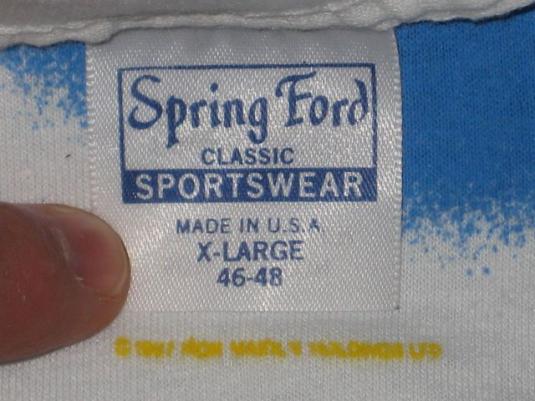 Spring Ford
CLASSIC
SPORTSWEAR
MADE IN U.S.A.
X-LARGE
46-48
©